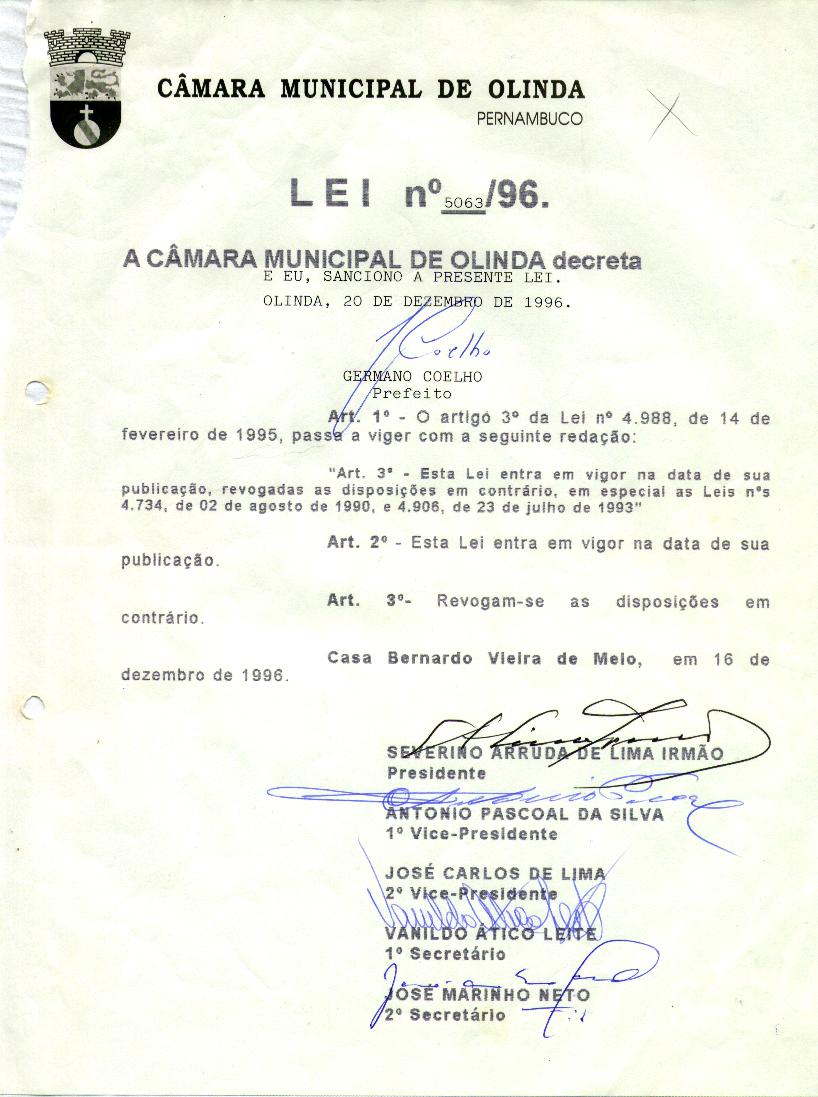 CÂMARA MUNICIPAL DE OLINDA
PERNAMBUCO
LEI nº 5063/96.
A CÂMARA MUNICIPAL DE OLINDA decreta
E EU, SANCIONO A PRESENTE LEI.
OLINDA, 20 DE DEZEMBRO DE 1996.
Coelho
GERMANO COELHO
Prefeito
Art. 1º - O artigo 3º da Lei nº 4.988, de 14 de
fevereiro de 1995, passa a viger com a seguinte redação:
"Art. 3º - Esta Lei entra em vigor na data de sua
publicação, revogadas as disposições em contrário, em especial as Leis nºs
4.734, de 02 de agosto de 1990, e 4.906, de 23 de julho de 1993"
Art. 2º - Esta Lei entra em vigor na data de sua
publicação.
Art. 3º- Revogam-se as disposições em
contrário.
Casa Bernardo Vieira de Melo, em 16 de
dezembro de 1996.
SEVERINO ARRUDA DE LIMA IRMÃO
Presidente
ANTONIO PASCOAL DA SILVA
1º Vice-Presidente
JOSÉ CARLOS DE LIMA
2º Vice-Presidente
VANILDO ÁTICO LEITE
1º Secretário
JOSÉ MARINHO NETO
2º Secretário